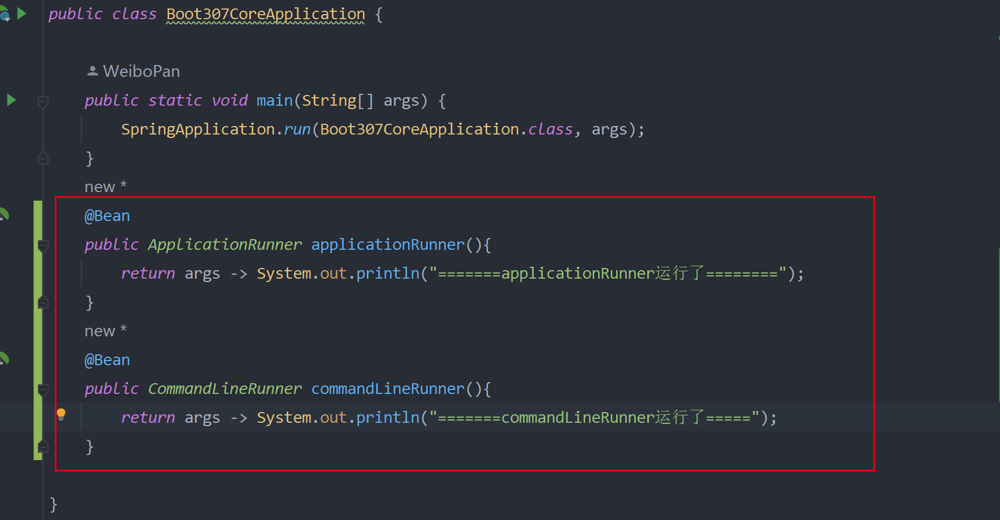 public class Boot307CoreApplication {
WeiboPan
public static void main(String[] args) {
SpringApplication.run(Boot307CoreApplication.class, args);
}
new *
@Bean
public ApplicationRunner applicationRunner(){
return args -> System.out.println("=======applicationRunner运行了========");
}
new *
@Bean
public CommandLineRunner commandLineRunner(){
return args -> System.out.println("=======commandLineRunner运行了=====");
}
}